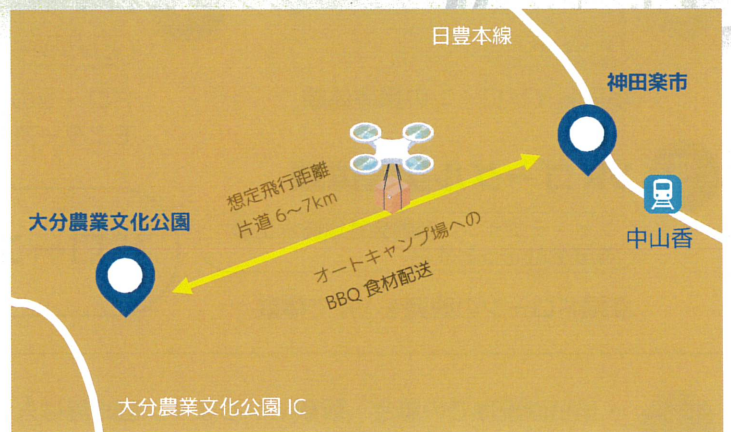 日豊本線
神田楽市
想定飛行距離
片道 6〜7km
大分農業文化公園
中山香
オートキャンプ場への
BBQ 食材配送
大分農業文化公園 IC